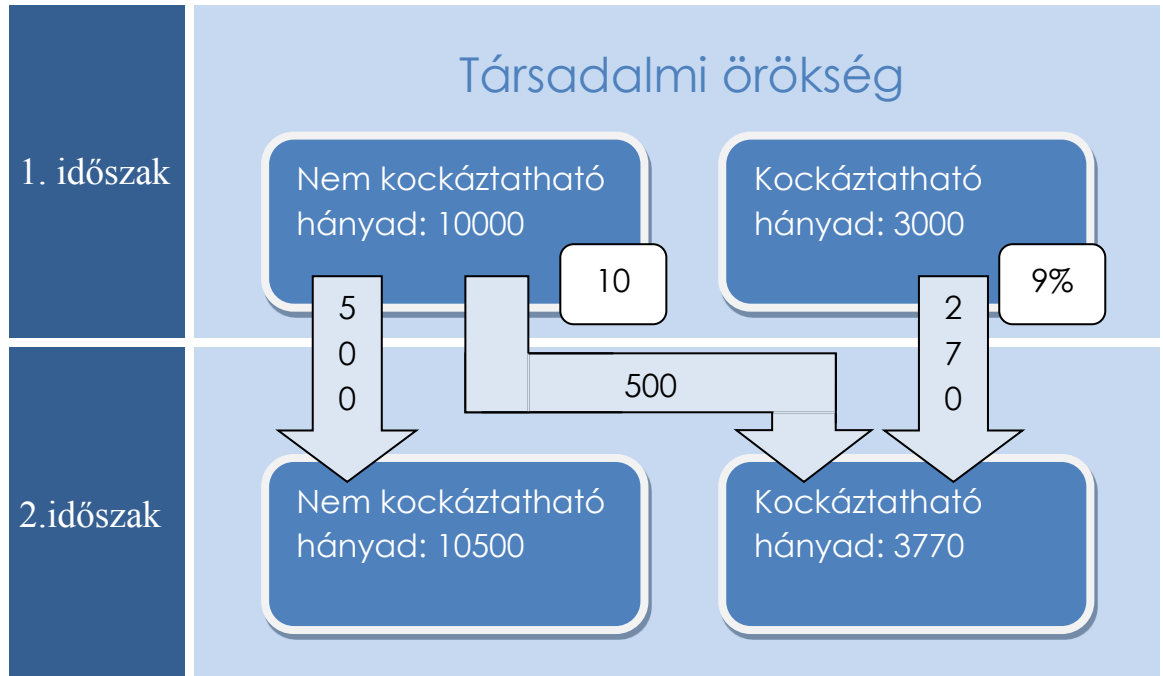 Társadalmi örökség
1. időszak
Nem kockáztatható
hányad: 10000
10
Kockáztatható
hányad: 3000
9%
5
0
0
500
2
7
0
2.időszak
Nem kockáztatható
hányad: 10500
Kockáztatható
hányad: 3770